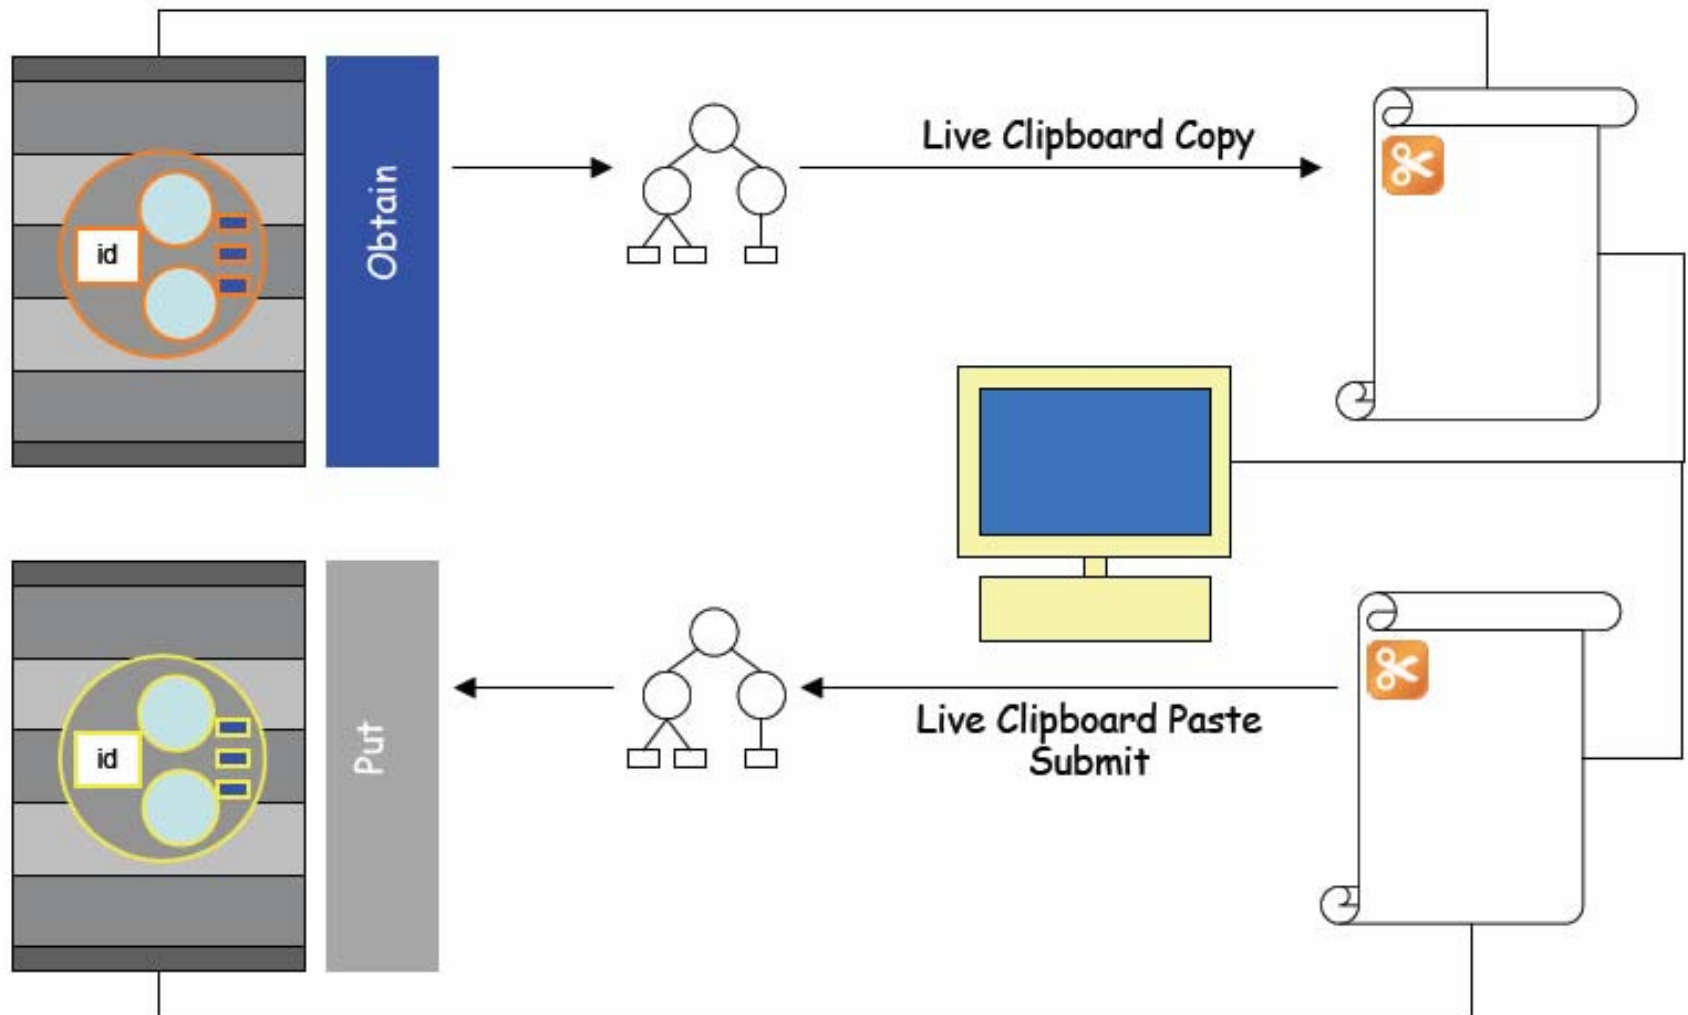 Live Clipboard Copy
Obtain
id
Live Clipboard Paste
Submit
Put
id